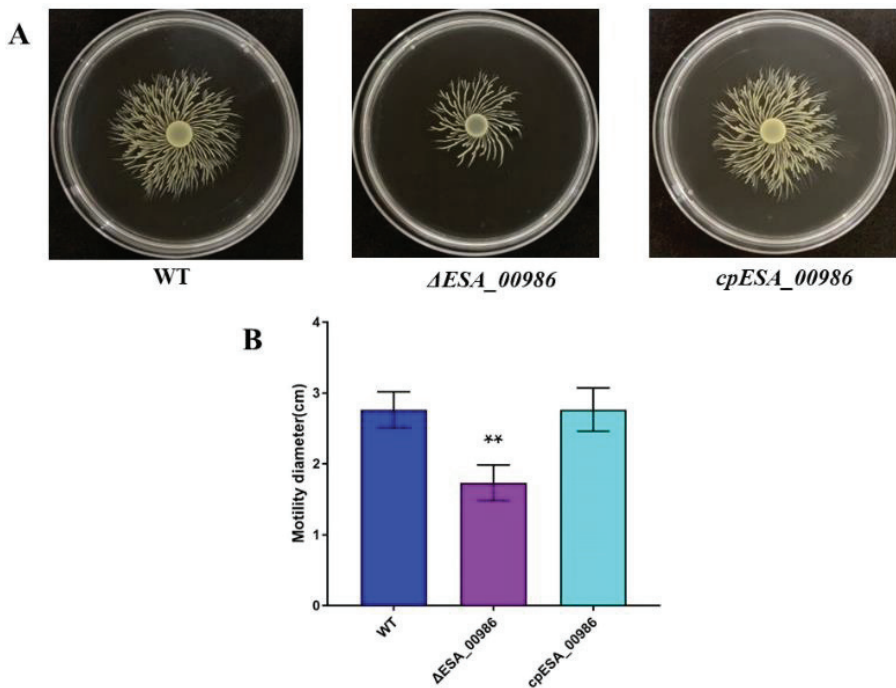 A
WT
ΔESA_00986
cpESA_00986
B
Motility diameter(cm)
4
3
2
1
0
**
WT
ΔESA_00986
cpESA_00986